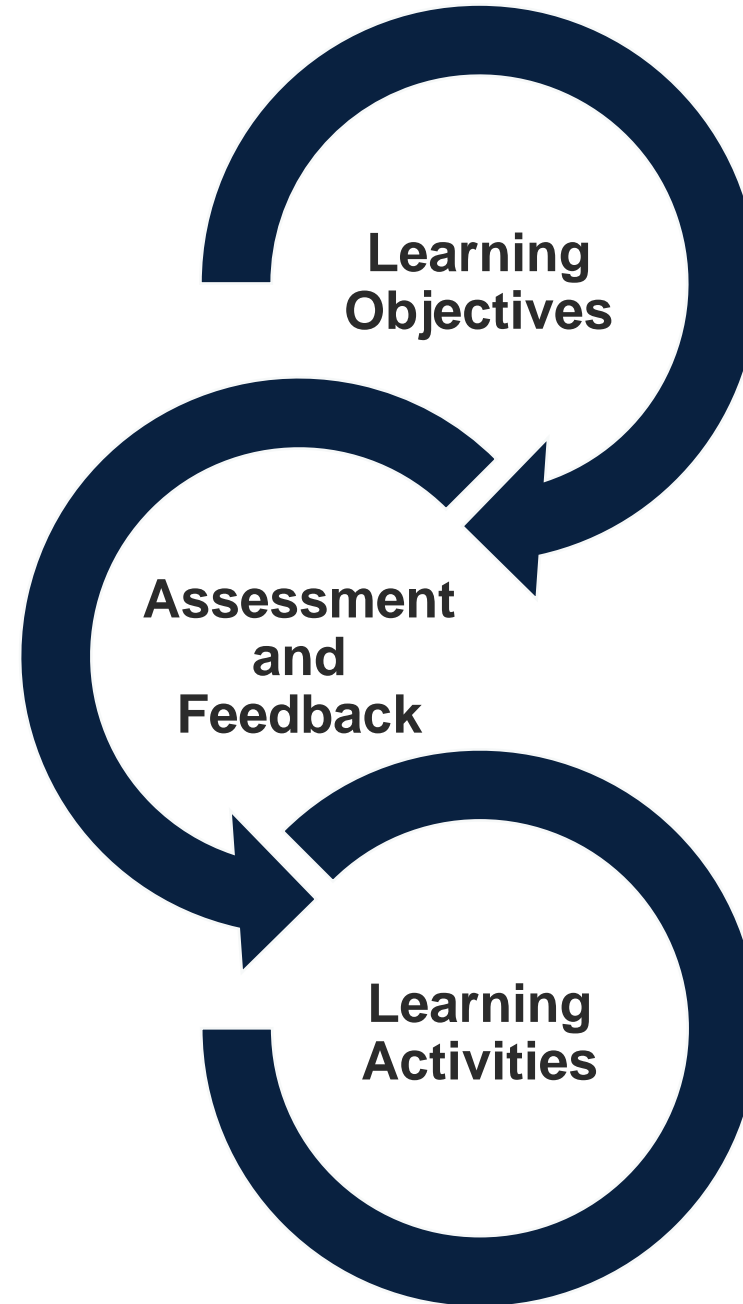 Learning
Objectives
Assessment
and
Feedback
Learning
Activities